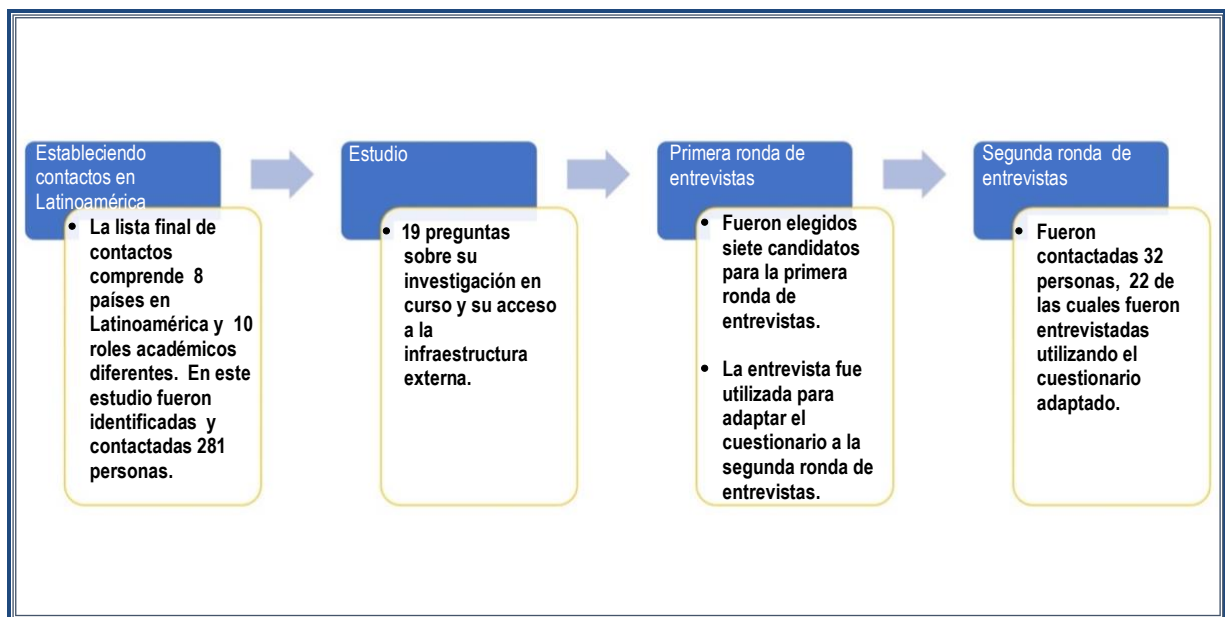 Estableciendo
contactos en
Latinoamérica
• La lista final de
contactos
comprende 8
países en
Latinoamérica y 10
roles académicos
diferentes. En este
estudio fueron
identificadas y
contactadas 281
personas.
Estudio
• 19 preguntas
sobre su
investigación en
curso y su acceso
a la
infraestructura
externa.
Primera ronda de
entrevistas
• Fueron elegidos
siete candidatos
para la primera
ronda de
entrevistas.
• La entrevista fue
utilizada para
adaptar el
cuestionario a la
segunda ronda de
entrevistas.
Segunda ronda de
entrevistas
• Fueron
contactadas 32
personas, 22 de
las cuales fueron
entrevistadas
utilizando el
cuestionario
adaptado.